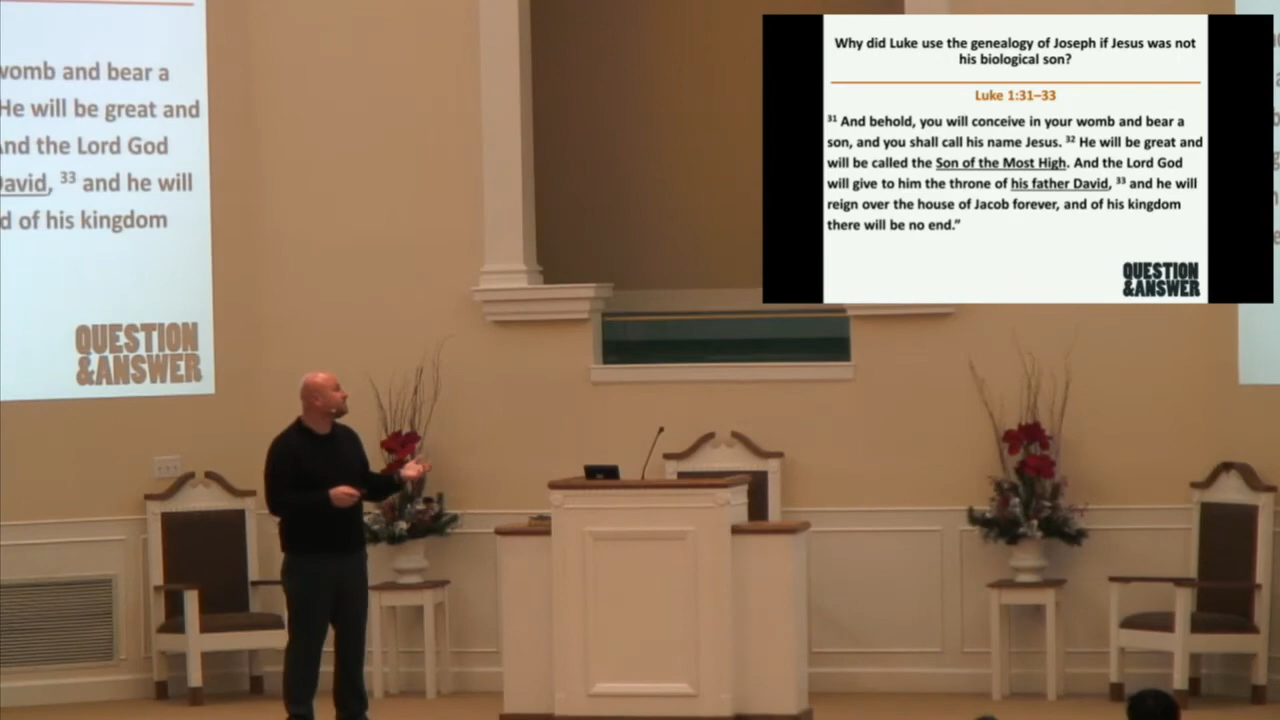 womb and bear a
He will be great and
And the Lord God
David, 33 and he will
d of his kingdom
QUESTION
&ANSWER
Why did Luke use the genealogy of Joseph if Jesus was not
his biological son?
Luke 1:31–33
31 And behold, you will conceive in your womb and bear a
son, and you shall call his name Jesus. 32 He will be great and
will be called the Son of the Most High. And the Lord God
will give to him the throne of his father David, 33 and he will
reign over the house of Jacob forever, and of his kingdom
there will be no end.”
QUESTION
&ANSWER